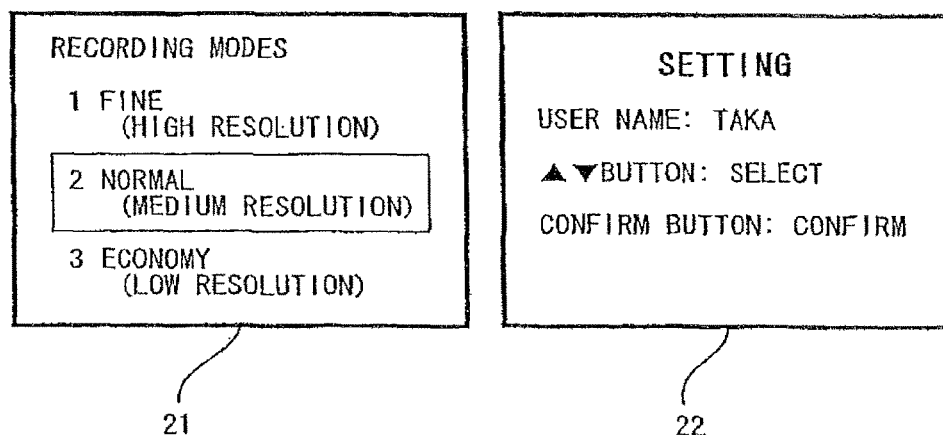 RECORDING MODES
1 FINE
(HIGH RESOLUTION)
2 NORMAL
(MEDIUM RESOLUTION)
3 ECONOMY
(LOW RESOLUTION)
21
SETTING
USER NAME: TAKA
▲▼BUTTON: SELECT
CONFIRM BUTTON: CONFIRM
22